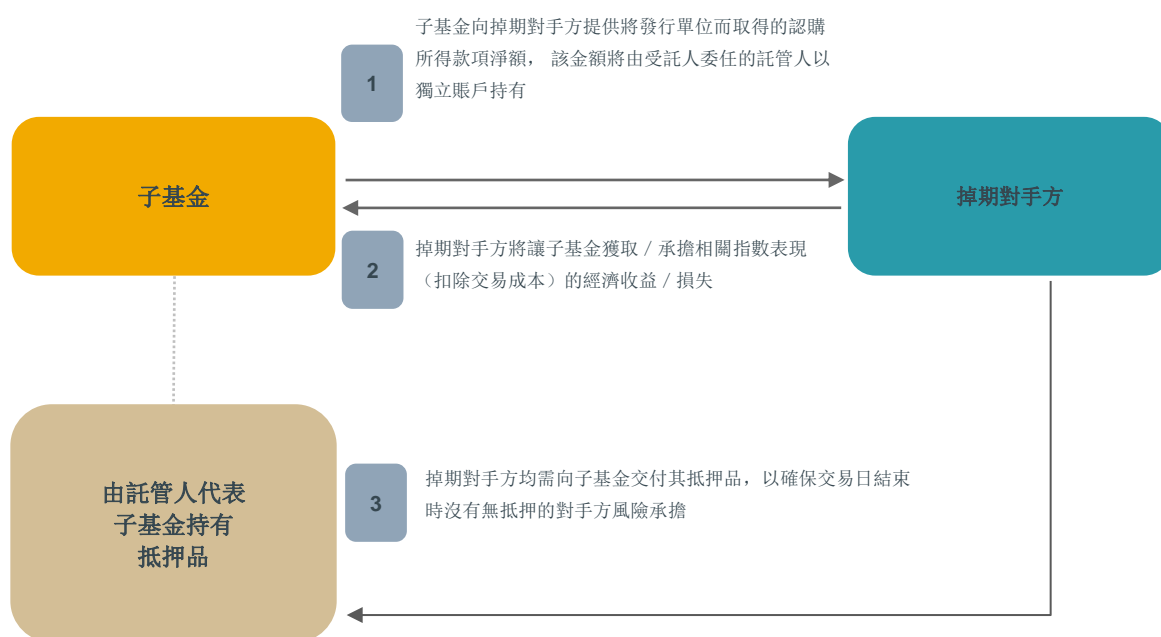 子基金向掉期對手方提供將發行單位而取得的認購
所得款項淨額， 該金額將由受託人委任的託管人以
獨立賬戶持有
1
子基金
掉期對手方
2
掉期對手方將讓子基金獲取 / 承擔相關指數表現
（扣除交易成本）的經濟收益 / 損失
由託管人代表
子基金持有
抵押品
3
掉期對手方均需向子基金交付其抵押品，以確保交易日結束
時沒有無抵押的對手方風險承擔